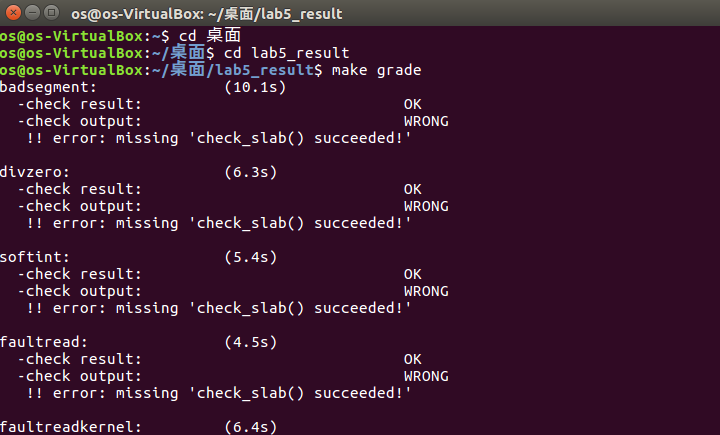 os@os-VirtualBox: ~/桌面/lab5_result
os@os-VirtualBox:~$ cd 桌面
os@os-VirtualBox:~/桌面$ cd lab5_result
os@os-VirtualBox:~/桌面/lab5_result$ make grade
badsegment: (10.1s)
-check result: OK
-check output: WRONG
!! error: missing 'check_slab() succeeded!'
divzero: (6.3s)
-check result: OK
-check output: WRONG
!! error: missing 'check_slab() succeeded!'
softint: (5.4s)
-check result: OK
-check output: WRONG
!! error: missing 'check_slab() succeeded!'
faultread: (4.5s)
-check result: OK
-check output: WRONG
!! error: missing 'check_slab() succeeded!'
faultreadkernel: (6.4s)